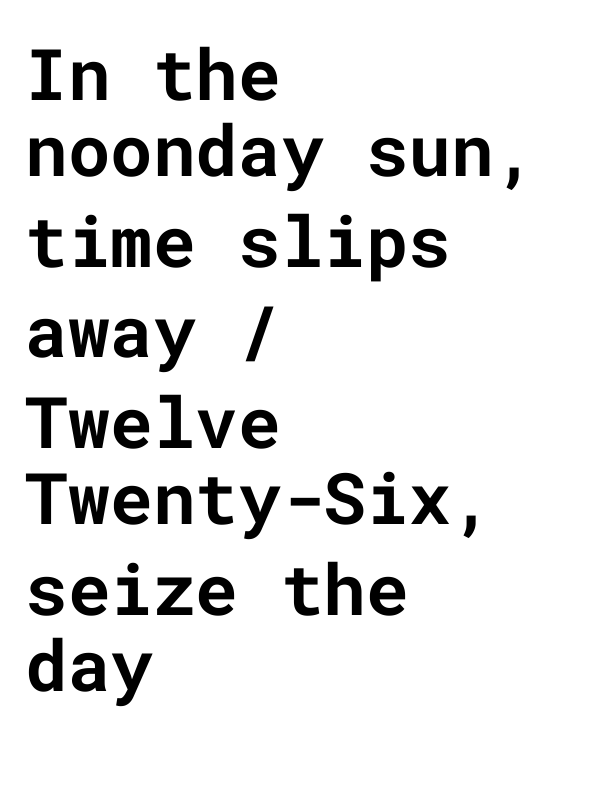 In the
noonday sun,
time slips
away /
Twelve
Twenty-Six,
seize the
day